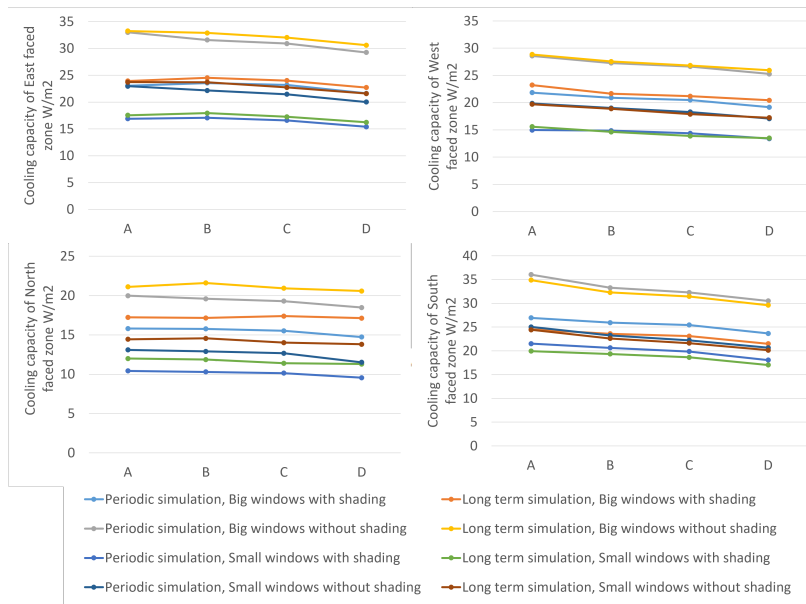 Cooling capacity of East faced
zone W/m2
35
30
25
20
15
10
5
0
A B C D
Cooling capacity of West
faced zone W/m2
35
30
25
20
15
10
5
0
A B C D
Cooling capacity of North
faced zone W/m2
25
20
15
10
5
0
A B C D
Cooling capacity of South
faced zone W/m2
40
35
30
25
20
15
10
5
0
A B C D
Periodic simulation, Big windows with shading
Long term simulation, Big windows with shading
Periodic simulation, Big windows without shading
Long term simulation, Big windows without shading
Periodic simulation, Small windows with shading
Long term simulation, Small windows with shading
Periodic simulation, Small windows without shading
Long term simulation, Small windows without shading